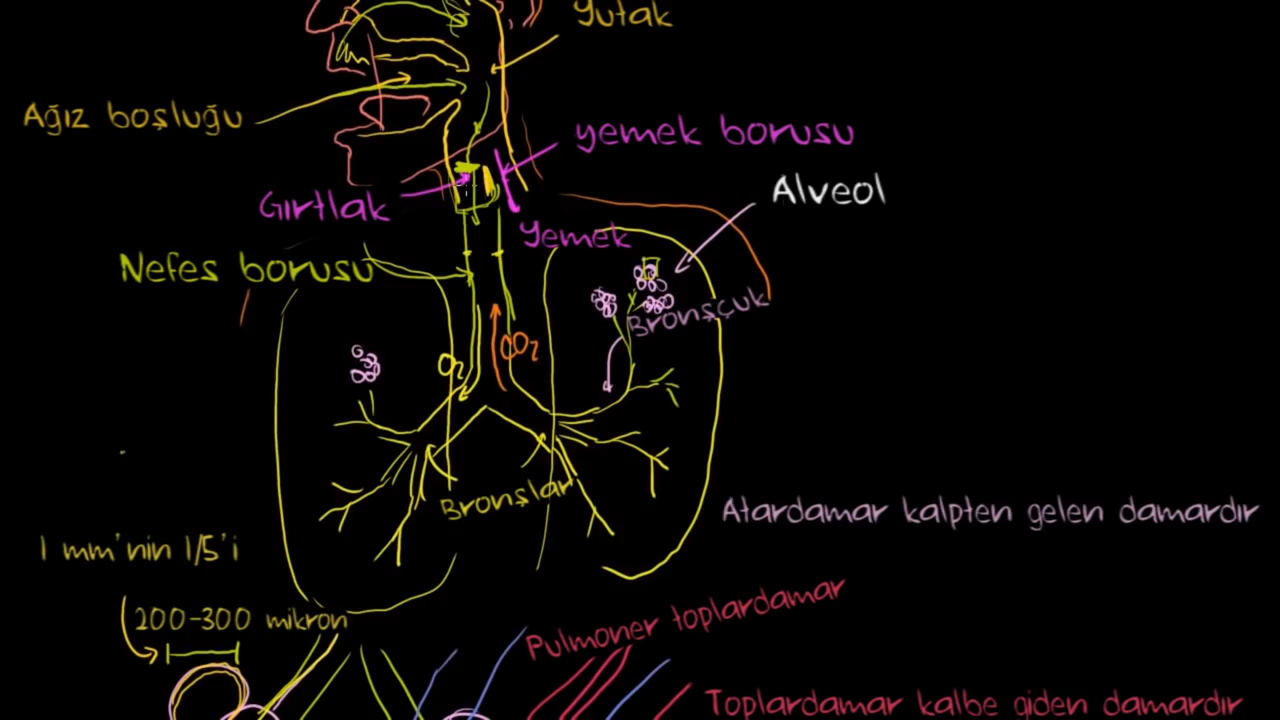 Yutak
Ağız boşluğu
yemek borusu
Alveol
Gırtlak
Yemek
Nefes borusu
Bronşçuk
O₂
CO₂
Bronşlar
Atardamar kalpten gelen damardır
1 mm'nin 1/5'i
200-300 mikron
Pulmoner toplardamar
Toplardamar kalbe giden damardır